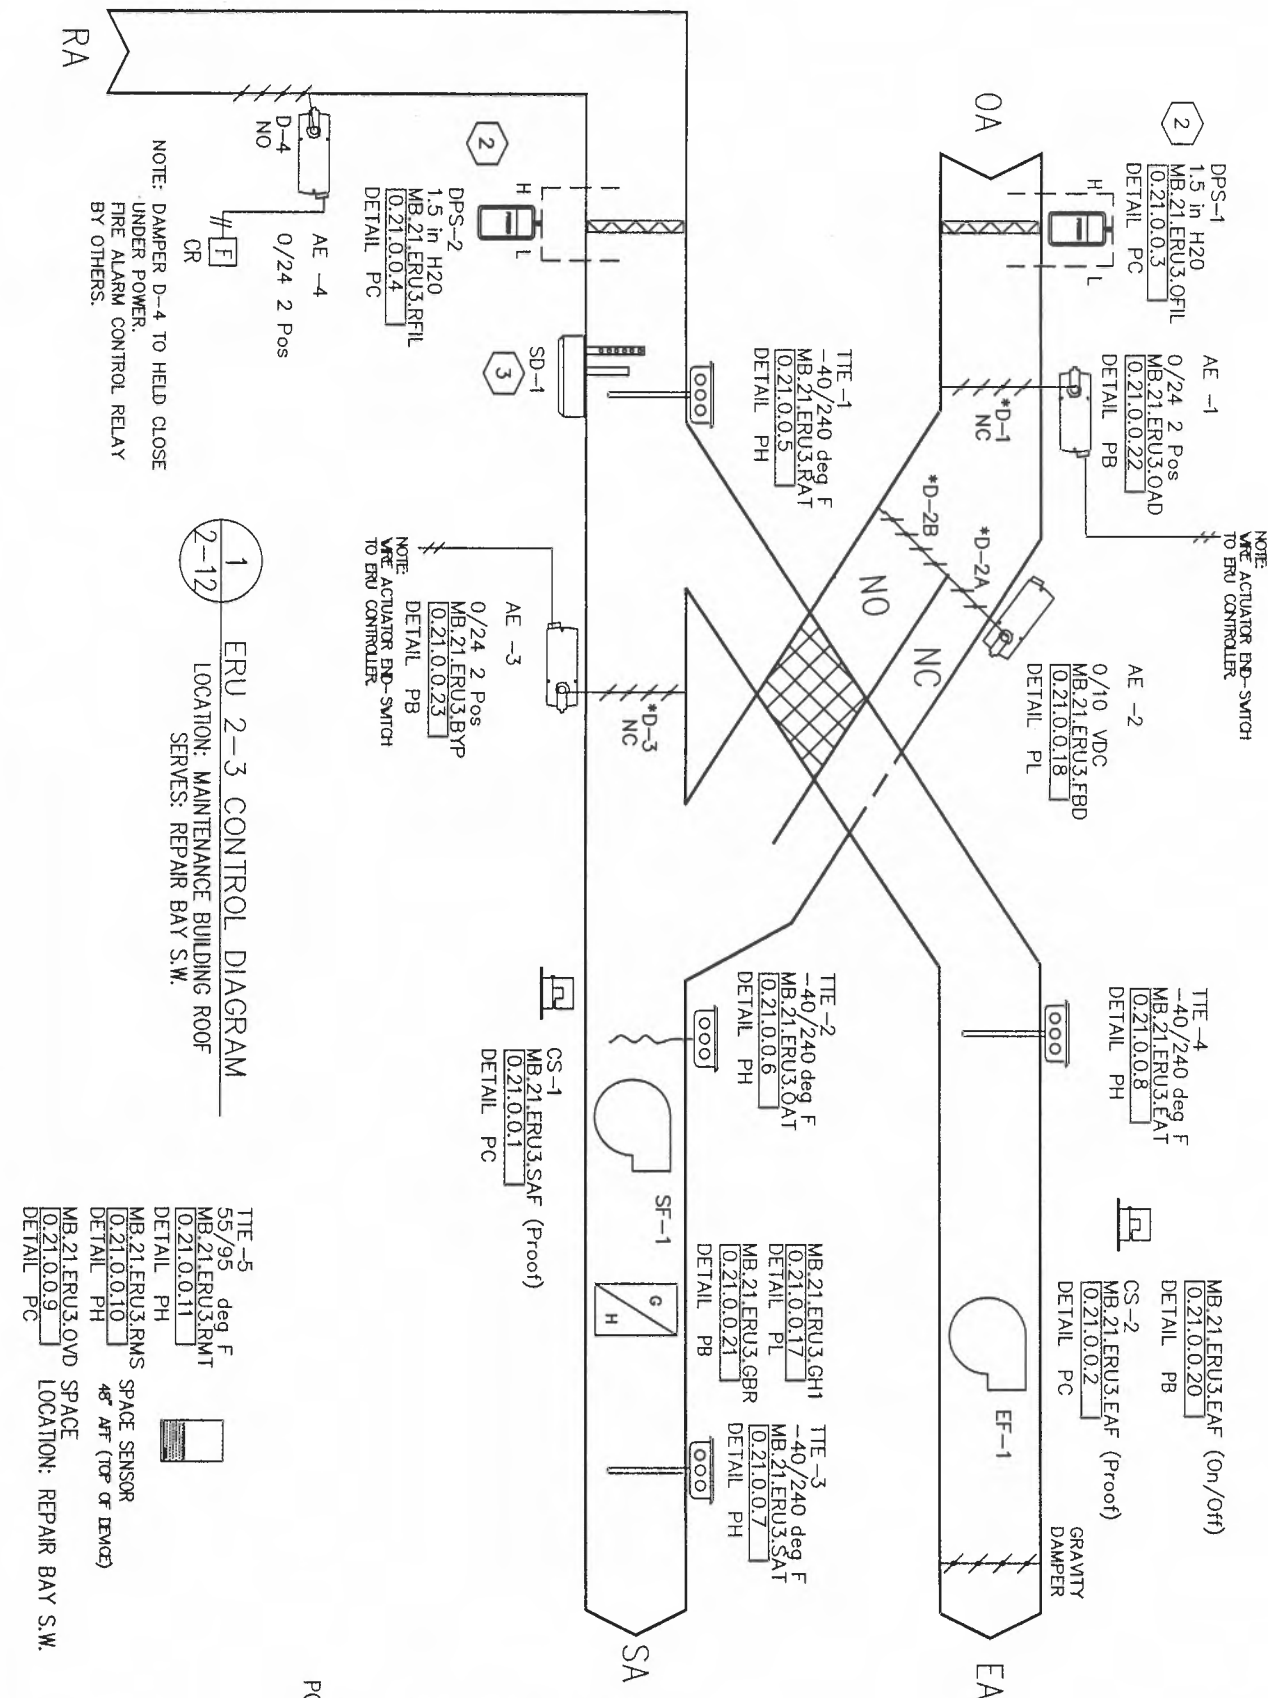 RA
D-4
NO
AE -4
0/24 2 Pos
F
CR
NOTE: DAMPER D-4 TO HELD CLOSE
UNDER POWER.
FIRE ALARM CONTROL RELAY
BY OTHERS.
2
DPS-2
1.5 in H20
MB.21.ERU3.RFIL
0.21.0.0.4
DETAIL PC
H
L
SD-1
3
TTE -1
-40/240 deg F
MB.21.ERU3.RAT
0.21.0.0.5
DETAIL PH
OA
2
DPS-1
1.5 in H20
MB.21.ERU3.OFIL
0.21.0.0.3
DETAIL PC
H
L
AE -1
0/24 2 Pos
MB.21.ERU3.OAD
0.21.0.0.22
DETAIL PB
*D-1
NC
NOTE:
WIRE ACTUATOR END-SWITCH
TO ERU CONTROLLER
*D-2B
*D-2A
NO
NC
AE -2
0/10 VDC
MB.21.ERU3.FBD
0.21.0.0.18
DETAIL PL
NOTE:
WIRE ACTUATOR END-SWITCH
TO ERU CONTROLLER
AE -3
0/24 2 Pos
MB.21.ERU3.BYP
0.21.0.0.23
DETAIL PB
*D-3
NC
TTE -2
-40/240 deg F
MB.21.ERU3.OAT
0.21.0.0.6
DETAIL PH
TTE -4
-40/240 deg F
MB.21.ERU3.EAT
0.21.0.0.8
DETAIL PH
CS-1
MB.21.ERU3.SAF (Proof)
0.21.0.0.1
DETAIL PC
SF-1
MB.21.ERU3.EAF (On/Off)
0.21.0.0.20
DETAIL PB
CS-2
MB.21.ERU3.EAF (Proof)
0.21.0.0.2
DETAIL PC
EF-1
MB.21.ERU3.GH1
0.21.0.0.17
DETAIL PL
MB.21.ERU3.GBR
0.21.0.0.21
DETAIL PB
G
H
TTE -3
-40/240 deg F
MB.21.ERU3.SAT
0.21.0.0.7
DETAIL PH
GRAVITY
DAMPER
SA
EA
1
2-12
ERU 2-3 CONTROL DIAGRAM
LOCATION: MAINTENANCE BUILDING ROOF
SERVES: REPAIR BAY S.W.
TTE -5
55/95 deg F
MB.21.ERU3.RMT
0.21.0.0.11
DETAIL PH
MB.21.ERU3.RMS
0.21.0.0.10
DETAIL PH
MB.21.ERU3.OVD
0.21.0.0.9
DETAIL PC
SPACE SENSOR
48" AFF (TOP OF DEVICE)
SPACE
LOCATION: REPAIR BAY S.W.